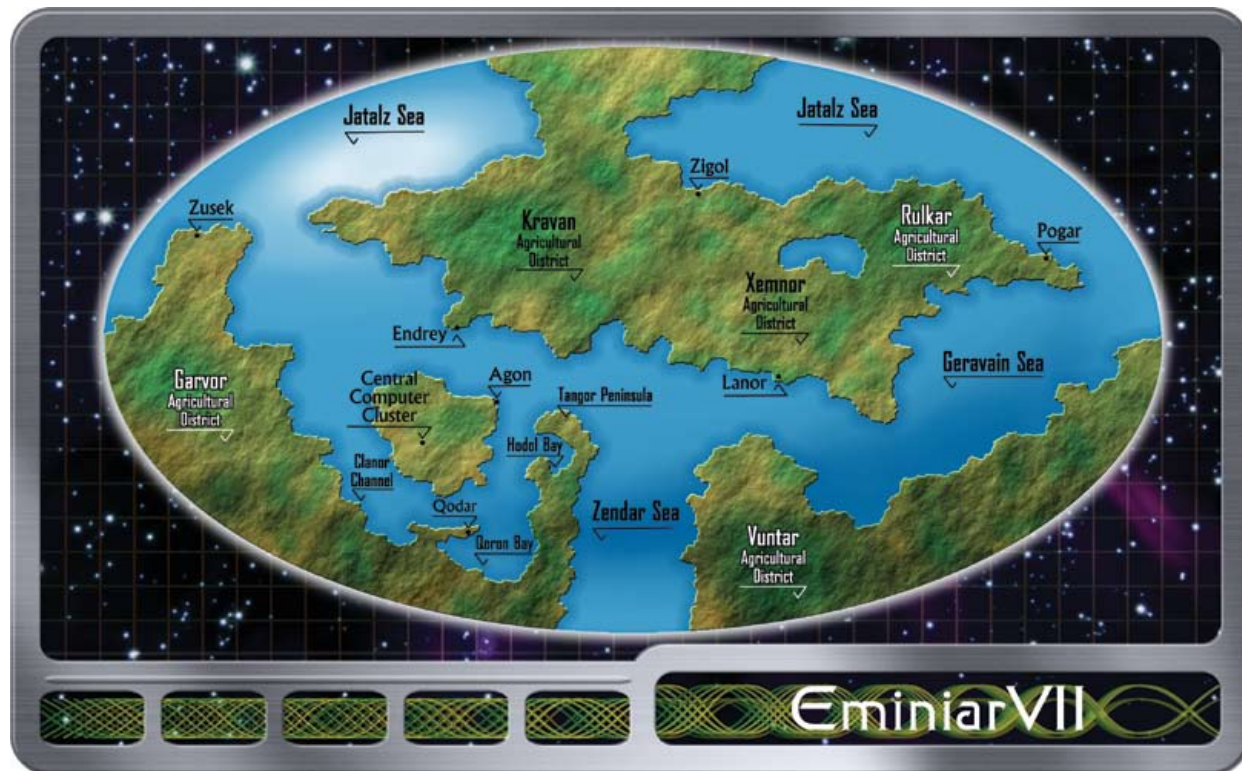 Jatalz Sea
Jatalz Sea
Zigol
Zusek
Kravan
Agricultural
District
Rulkar
Agricultural
District
Pogar
Xemnor
Agricultural
District
Endrey
Garvor
Agricultural
District
Central
Computer
Cluster
Agon
Tangor Peninsula
Lanor
Geravain Sea
Hodol Bay
Clanor
Channel
Qodar
Qoron Bay
Zendar Sea
Vuntar
Agricultural
District
EminiarVII